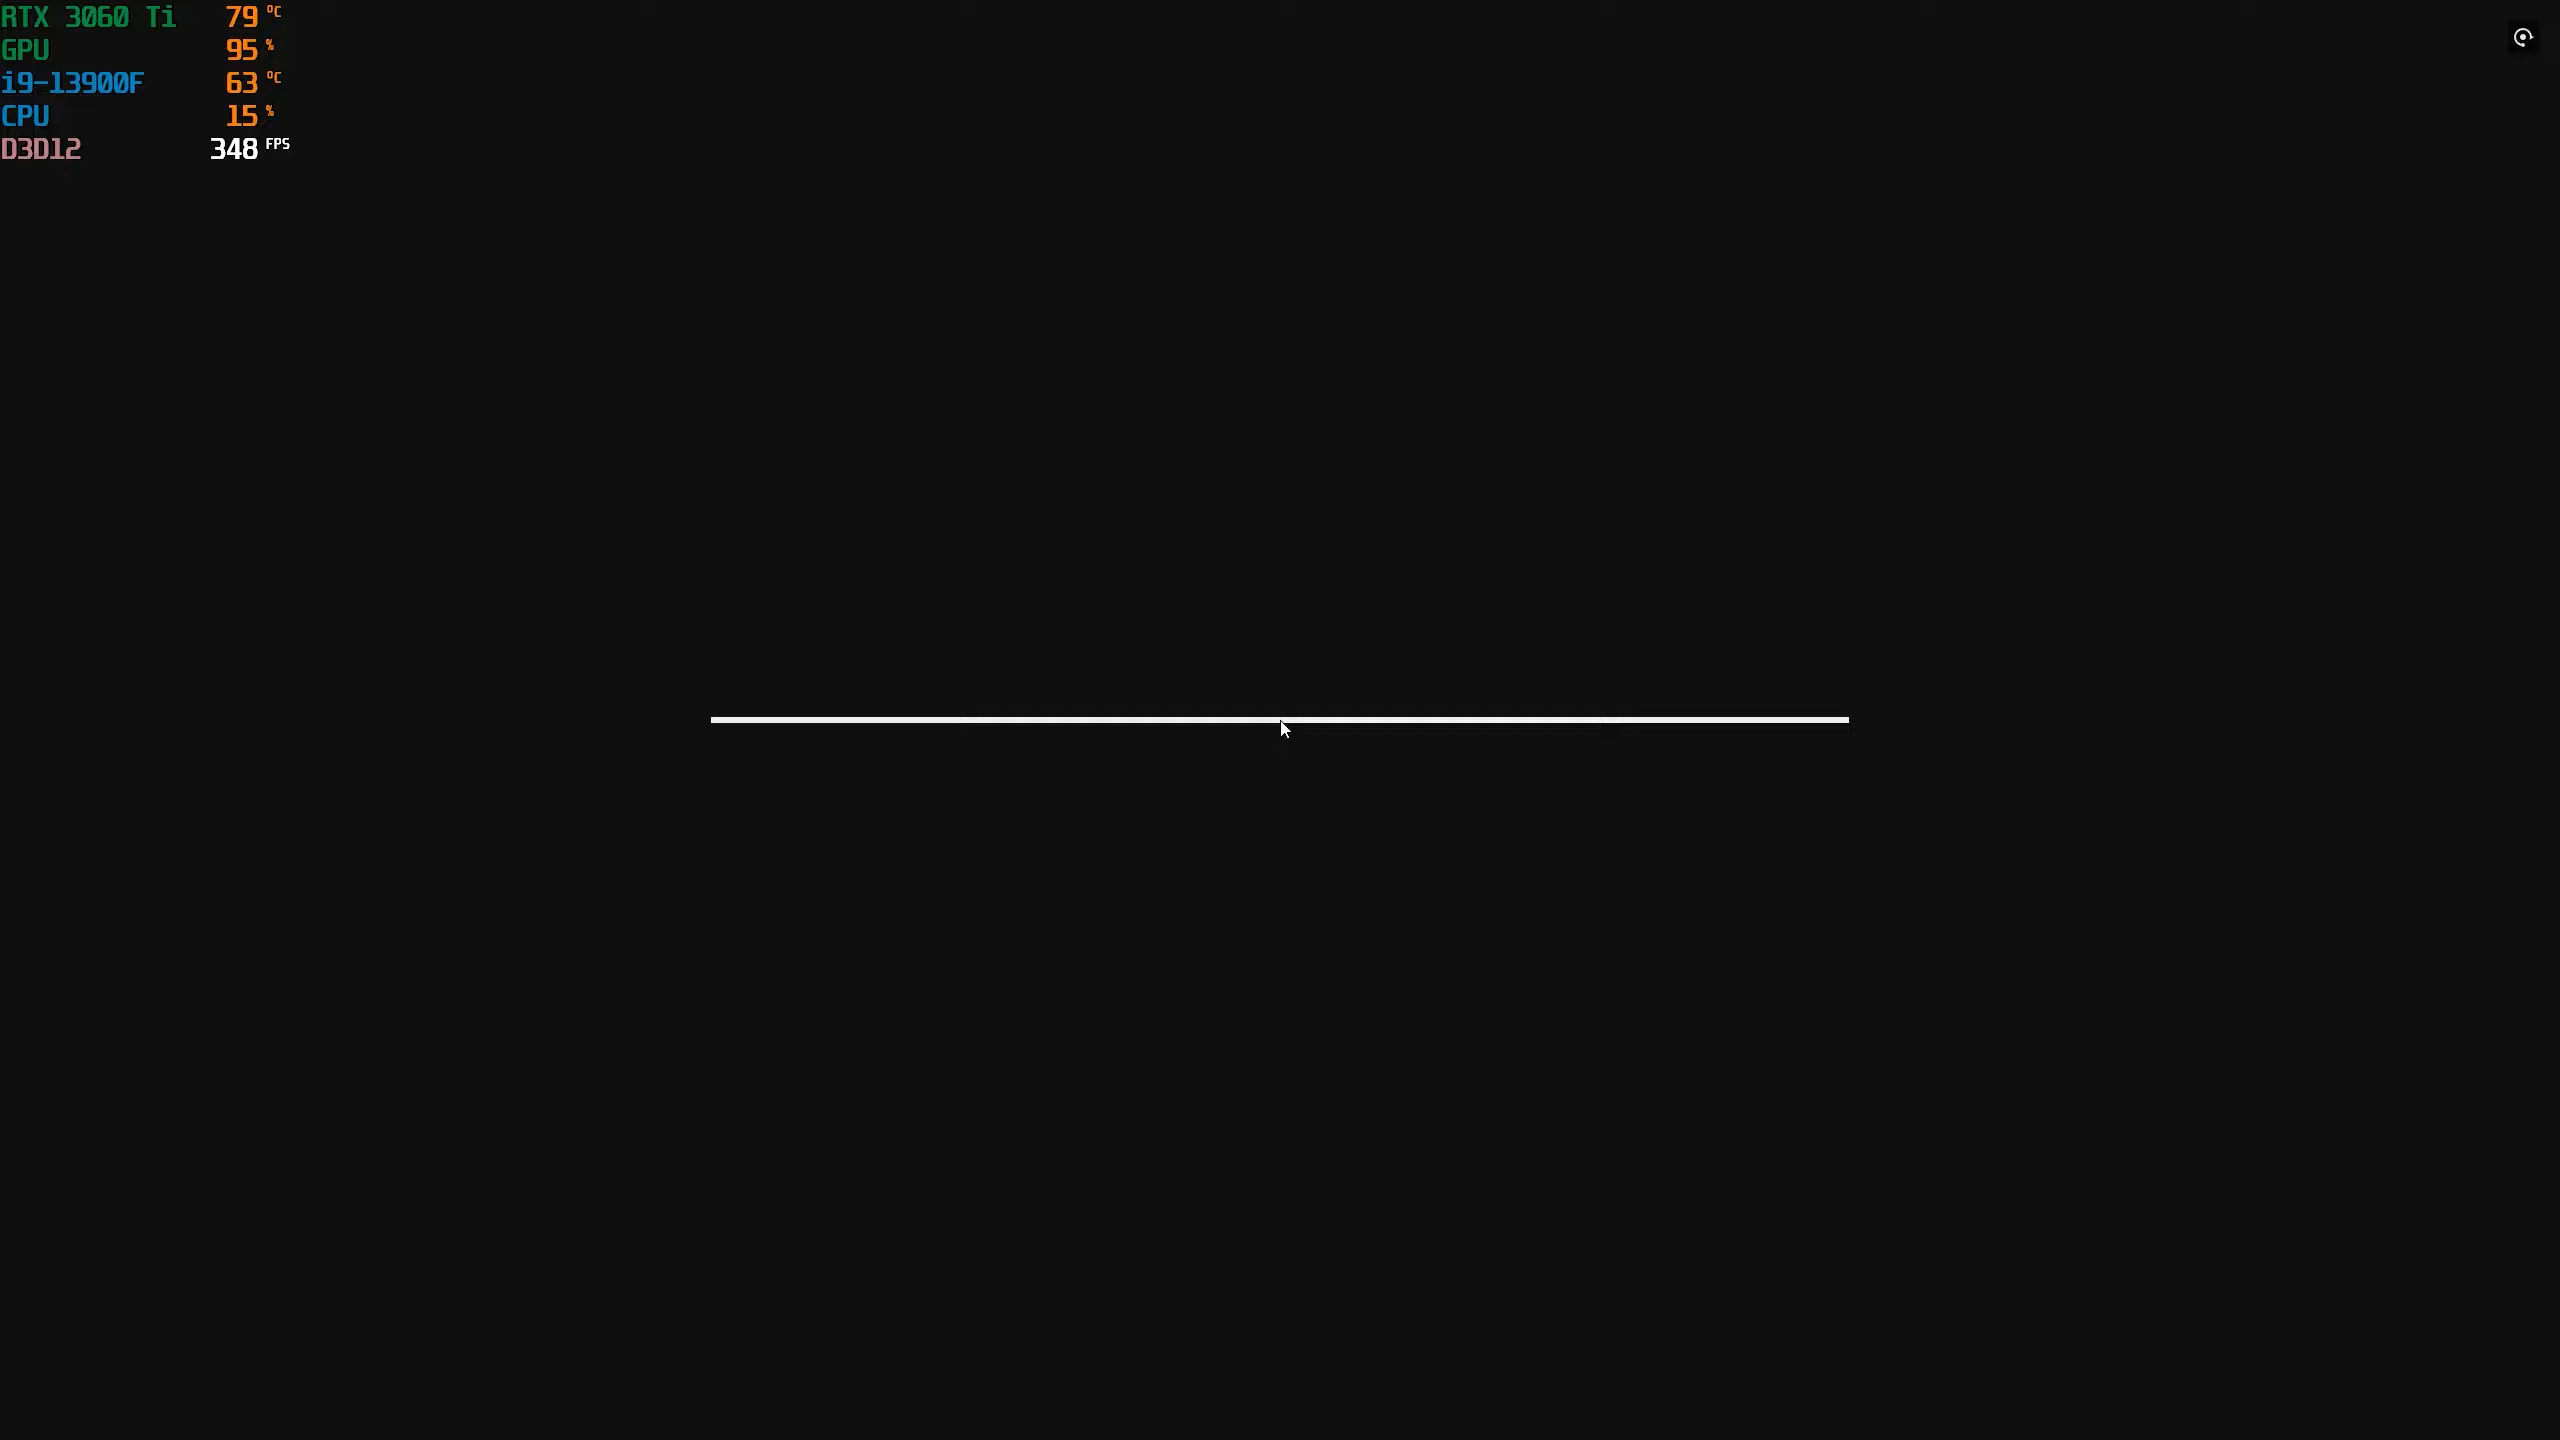 RTX 3060 Ti 79 °C
GPU 95 %
i9-13900F 63 °C
CPU 15 %
D3D12 348 FPS